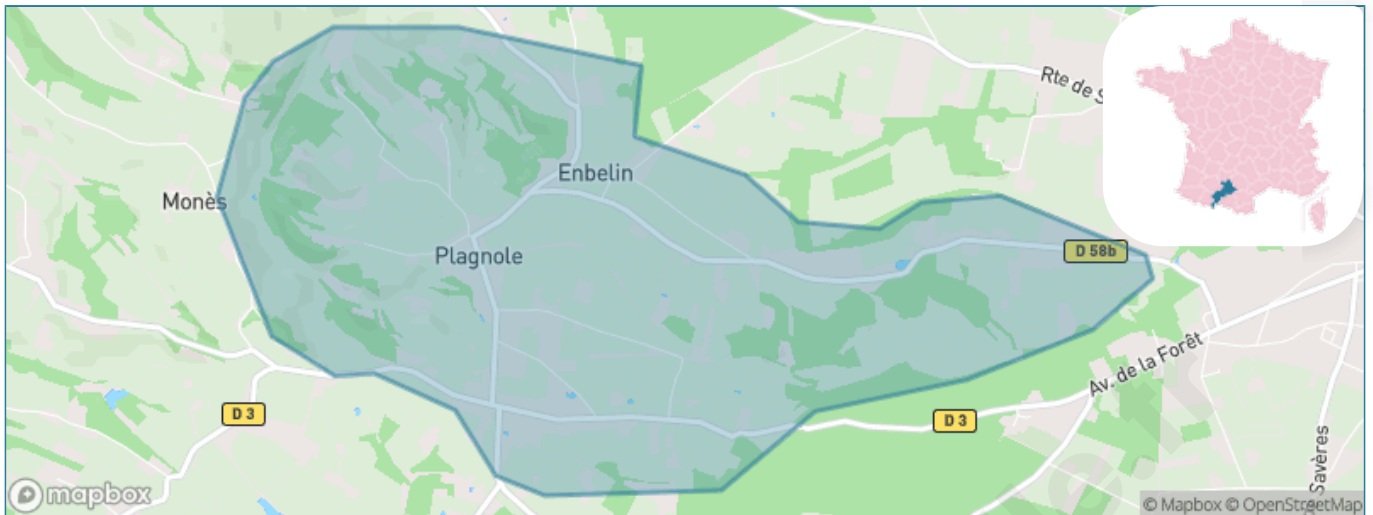 Rte de S
Enbelin
Monès
Plagnole
D 58b
Av. de la Forêt
D 3
D 3
Savères
mapbox
© Mapbox © OpenStreetMap